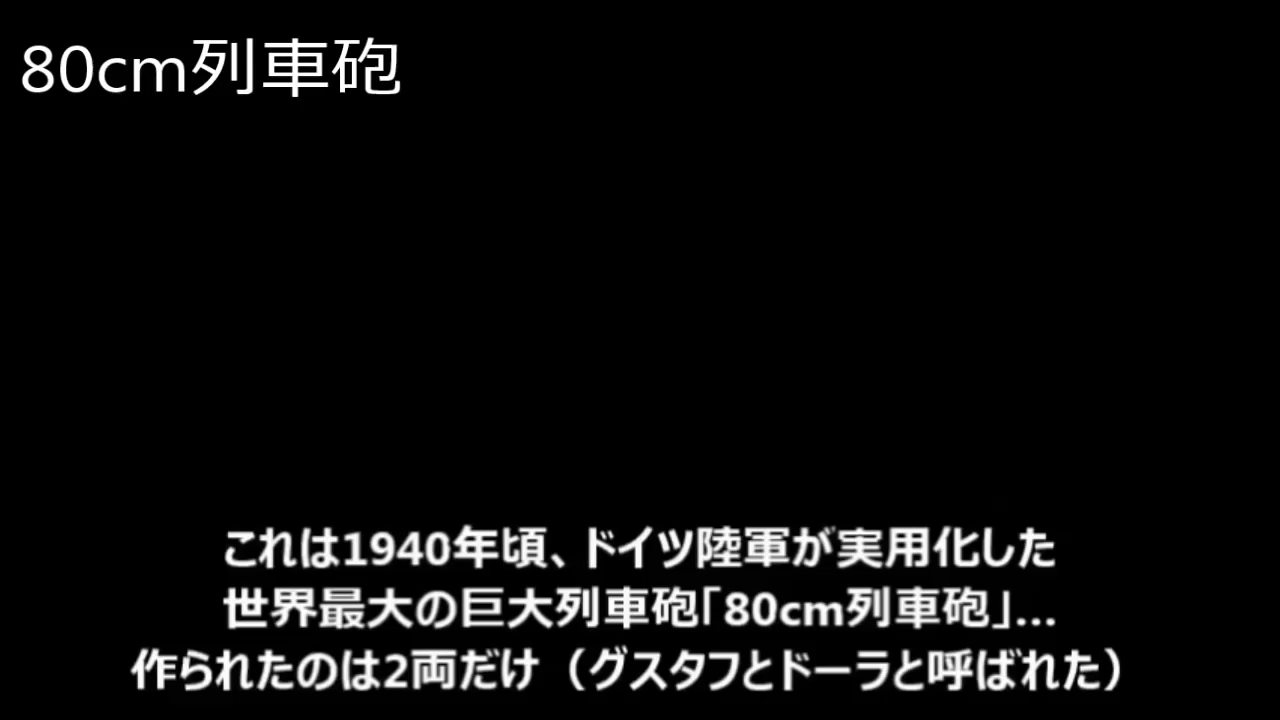 80cm列車砲
これは1940年頃、ドイツ陸軍が実用化した
世界最大の巨大列車砲「80cm列車砲」...
作られたのは2両だけ（グスタフとドーラと呼ばれた）